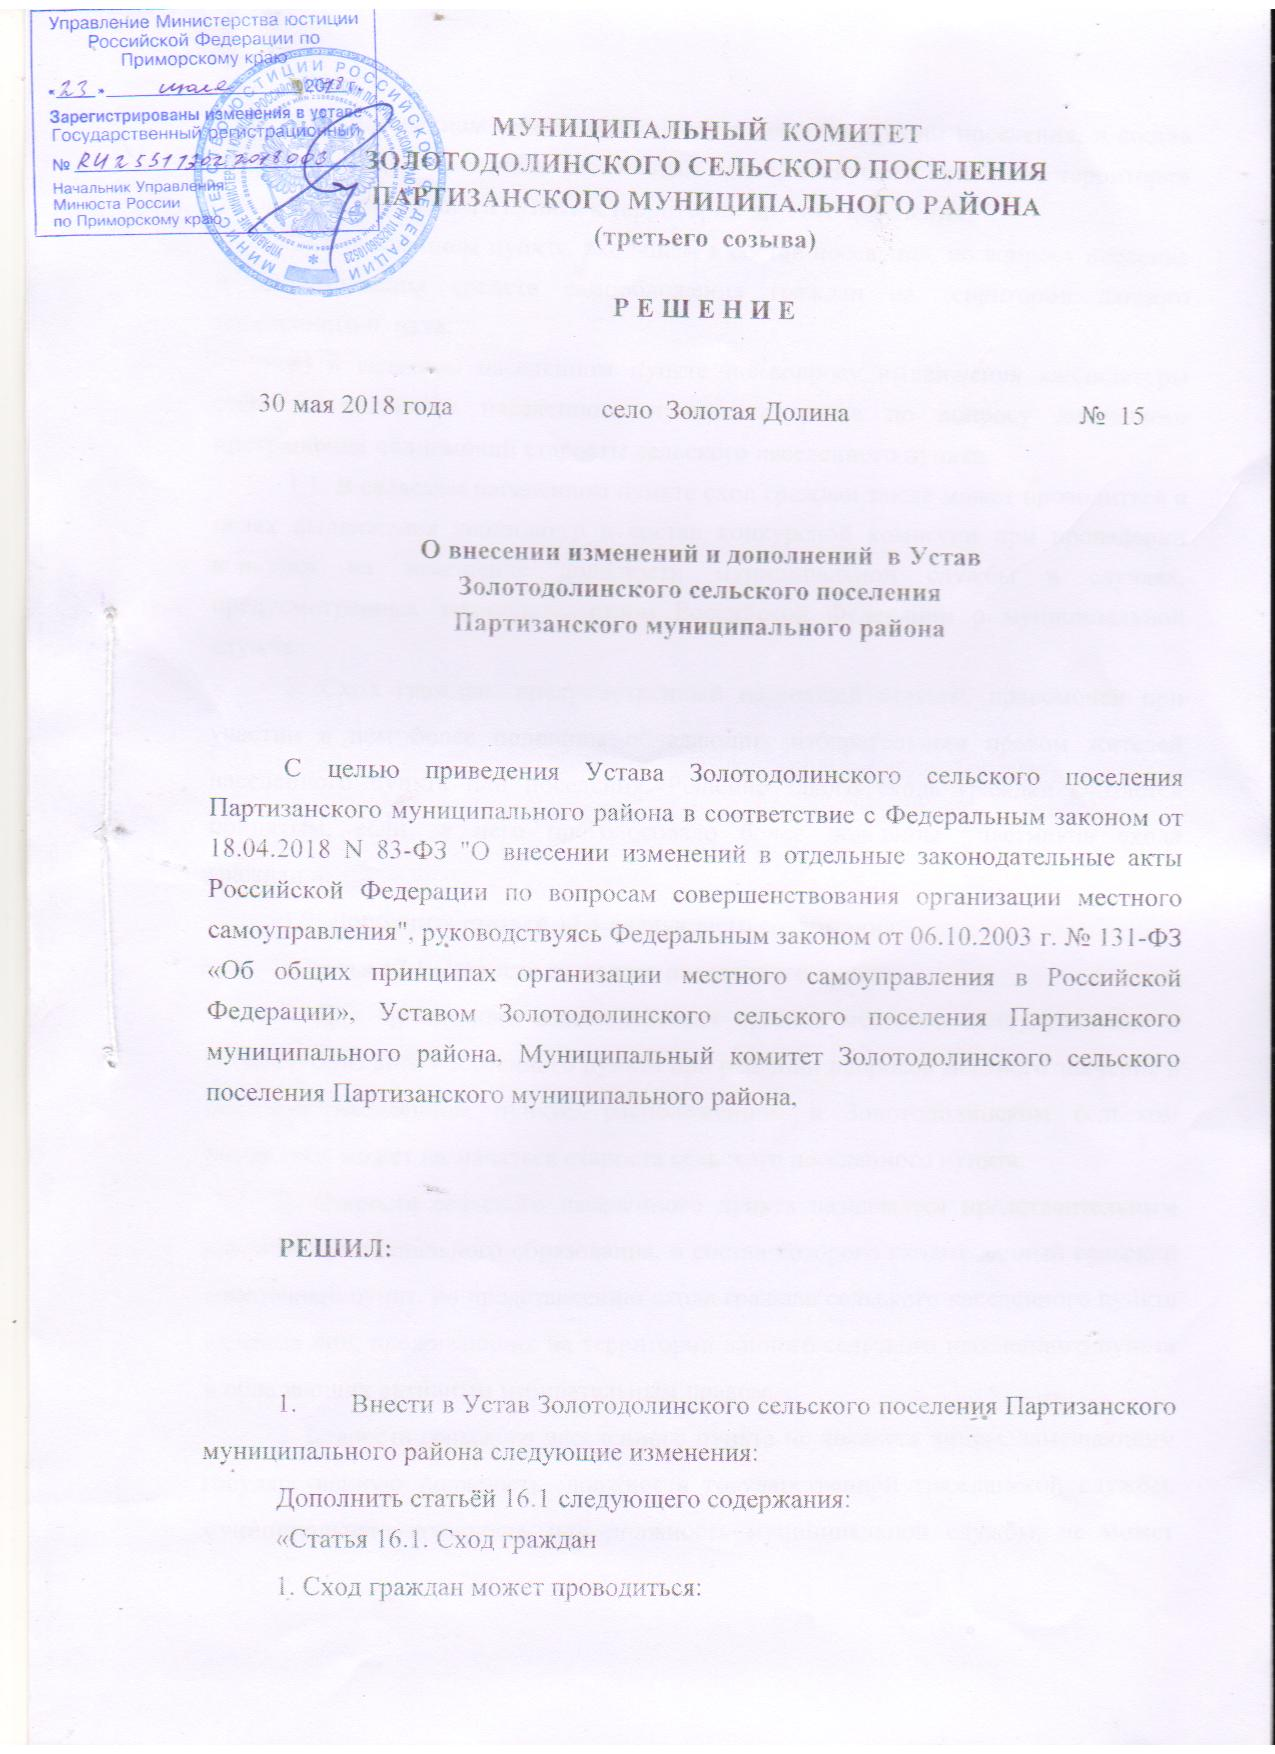 Управление Министерства юстиции
Российской Федерации по
Приморскому краю
«23» июля 2018 г.
Зарегистрированы изменения в уставе
Государственный регистрационный
№ RU255113022018003
Начальник Управления
Минюста России
по Приморскому краю
МУНИЦИПАЛЬНЫЙ КОМИТЕТ
ЗОЛОТОДОЛИНСКОГО СЕЛЬСКОГО ПОСЕЛЕНИЯ
ПАРТИЗАНСКОГО МУНИЦИПАЛЬНОГО РАЙОНА
(третьего созыва)
Р Е Ш Е Н И Е
30 мая 2018 года село Золотая Долина № 15
О внесении изменений и дополнений в Устав
Золотодолинского сельского поселения
Партизанского муниципального района
С целью приведения Устава Золотодолинского сельского поселения
Партизанского муниципального района в соответствие с Федеральным законом от
18.04.2018 N 83-ФЗ "О внесении изменений в отдельные законодательные акты
Российской Федерации по вопросам совершенствования организации местного
самоуправления", руководствуясь Федеральным законом от 06.10.2003 г. № 131-ФЗ
«Об общих принципах организации местного самоуправления в Российской
Федерации», Уставом Золотодолинского сельского поселения Партизанского
муниципального района, Муниципальный комитет Золотодолинского сельского
поселения Партизанского муниципального района,
РЕШИЛ:
1. Внести в Устав Золотодолинского сельского поселения Партизанского
муниципального района следующие изменения:
Дополнить статьёй 16.1 следующего содержания:
«Статья 16.1. Сход граждан
1. Сход граждан может проводиться: